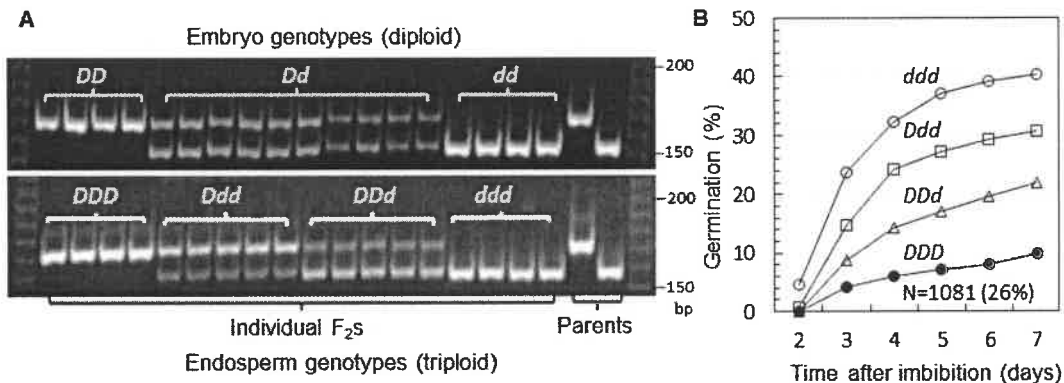 A
Embryo genotypes (diploid)
DD
Dd
dd
200
150
DDD
Ddd
DDd
ddd
200
150
bp
Individual F₂s
Parents
Endosperm genotypes (triploid)
B
Germination (%)
50
40
30
20
10
0
ddd
Ddd
DDd
DDD
N=1081 (26%)
2 3 4 5 6 7
Time after imbibition (days)